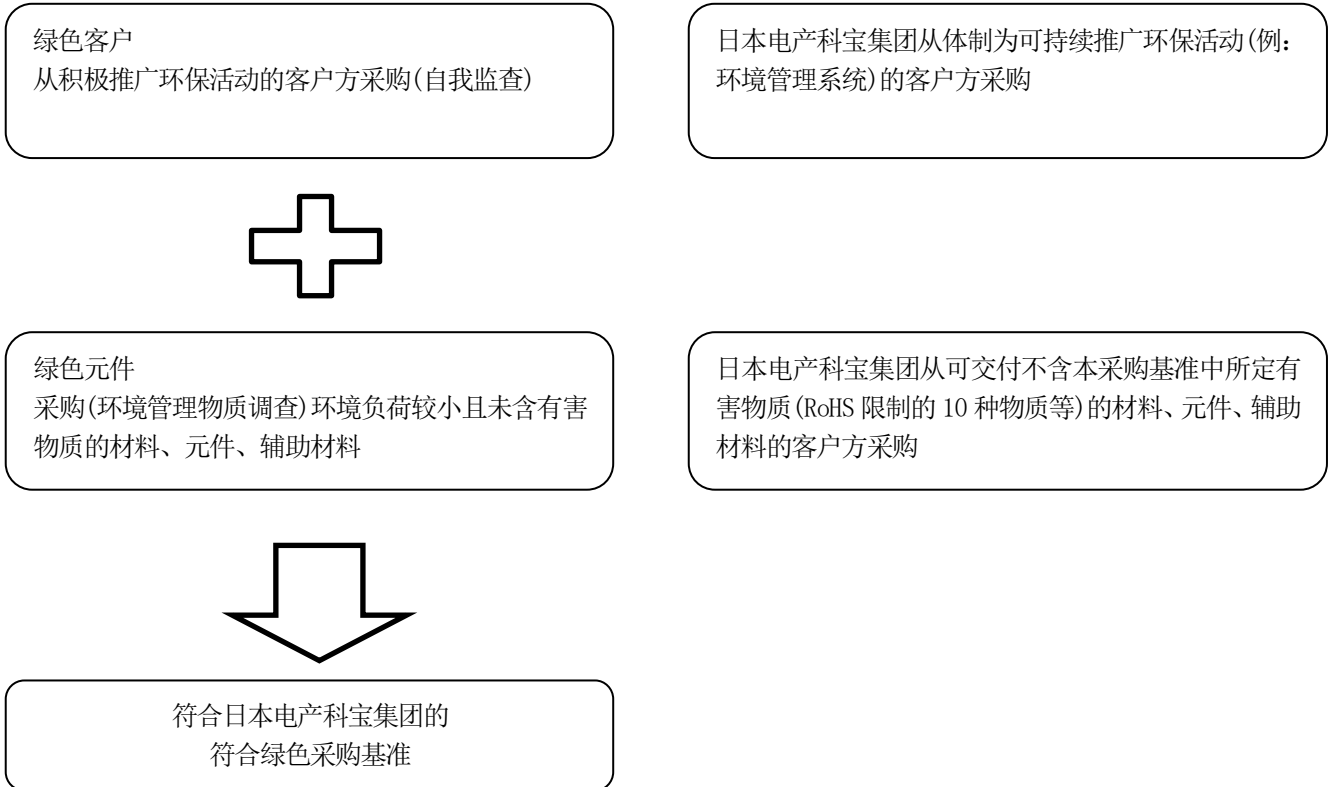 绿色客户
从积极推广环保活动的客户方采购(自我监查)
日本电产科宝集团从体制为可持续推广环保活动(例:
环境管理系统)的客户方采购
绿色元件
采购(环境管理物质调查)环境负荷较小且未含有害
物质的材料、元件、辅助材料
日本电产科宝集团从可交付不含本采购基准中所定有
害物质(RoHS 限制的 10 种物质等)的材料、元件、辅助
材料的客户方采购
符合日本电产科宝集团的
符合绿色采购基准